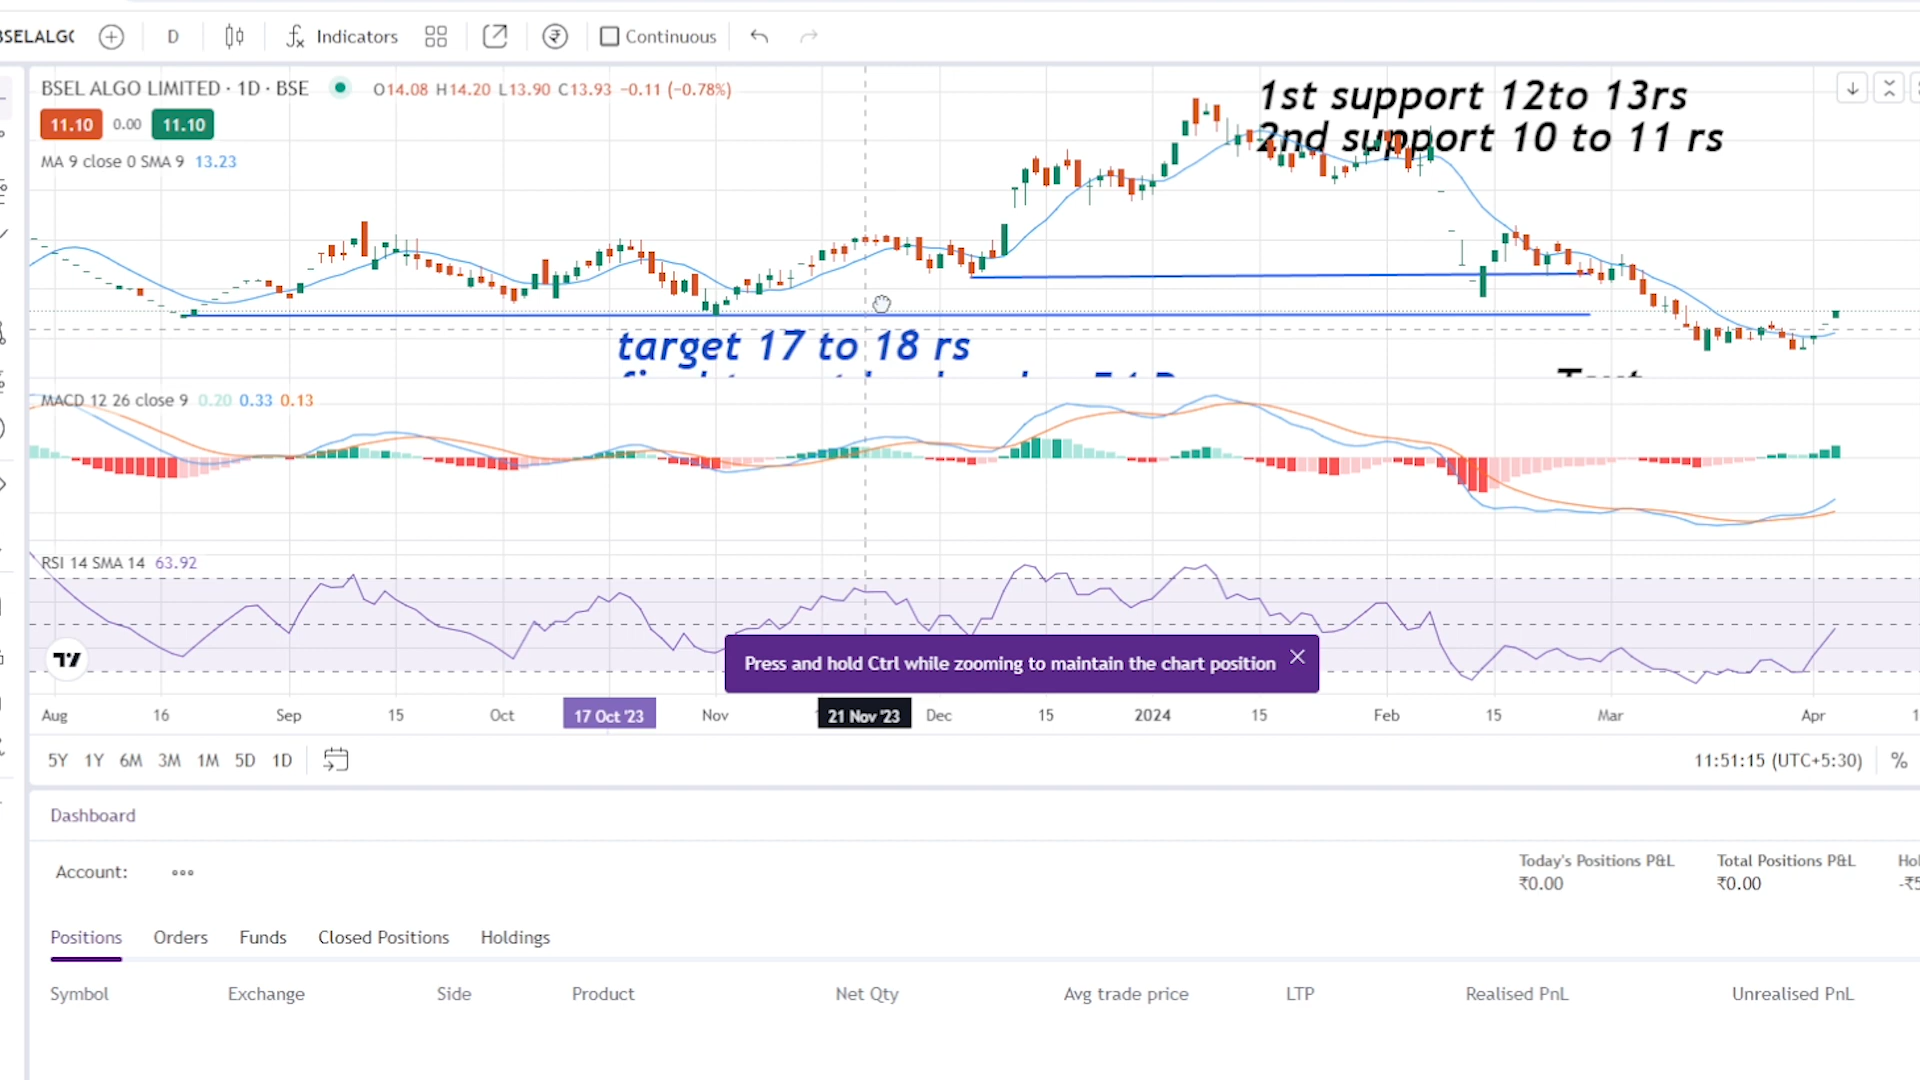 BSELALGO
D
Indicators
Continuous
BSEL ALGO LIMITED · 1D · BSE
O14.08 H14.20 L13.90 C13.93 −0.11 (−0.78%)
11.10 0.00 11.10
MA 9 close 0 SMA 9 13.23
1st support 12to 13rs
2nd support 10 to 11 rs
target 17 to 18 rs
MACD 12 26 close 9 0.20 0.33 0.13
RSI 14 SMA 14 63.92
Press and hold Ctrl while zooming to maintain the chart position
Aug 16 Sep 15 Oct 17 Oct '23 Nov 21 Nov '23 Dec 15 2024 15 Feb 15 Mar Apr
5Y 1Y 6M 3M 1M 5D 1D
11:51:15 (UTC+5:30) %
Dashboard
Account:
Today's Positions P&L Total Positions P&L
₹0.00 ₹0.00
Positions Orders Funds Closed Positions Holdings
Symbol Exchange Side Product Net Qty Avg trade price LTP Realised PnL Unrealised PnL